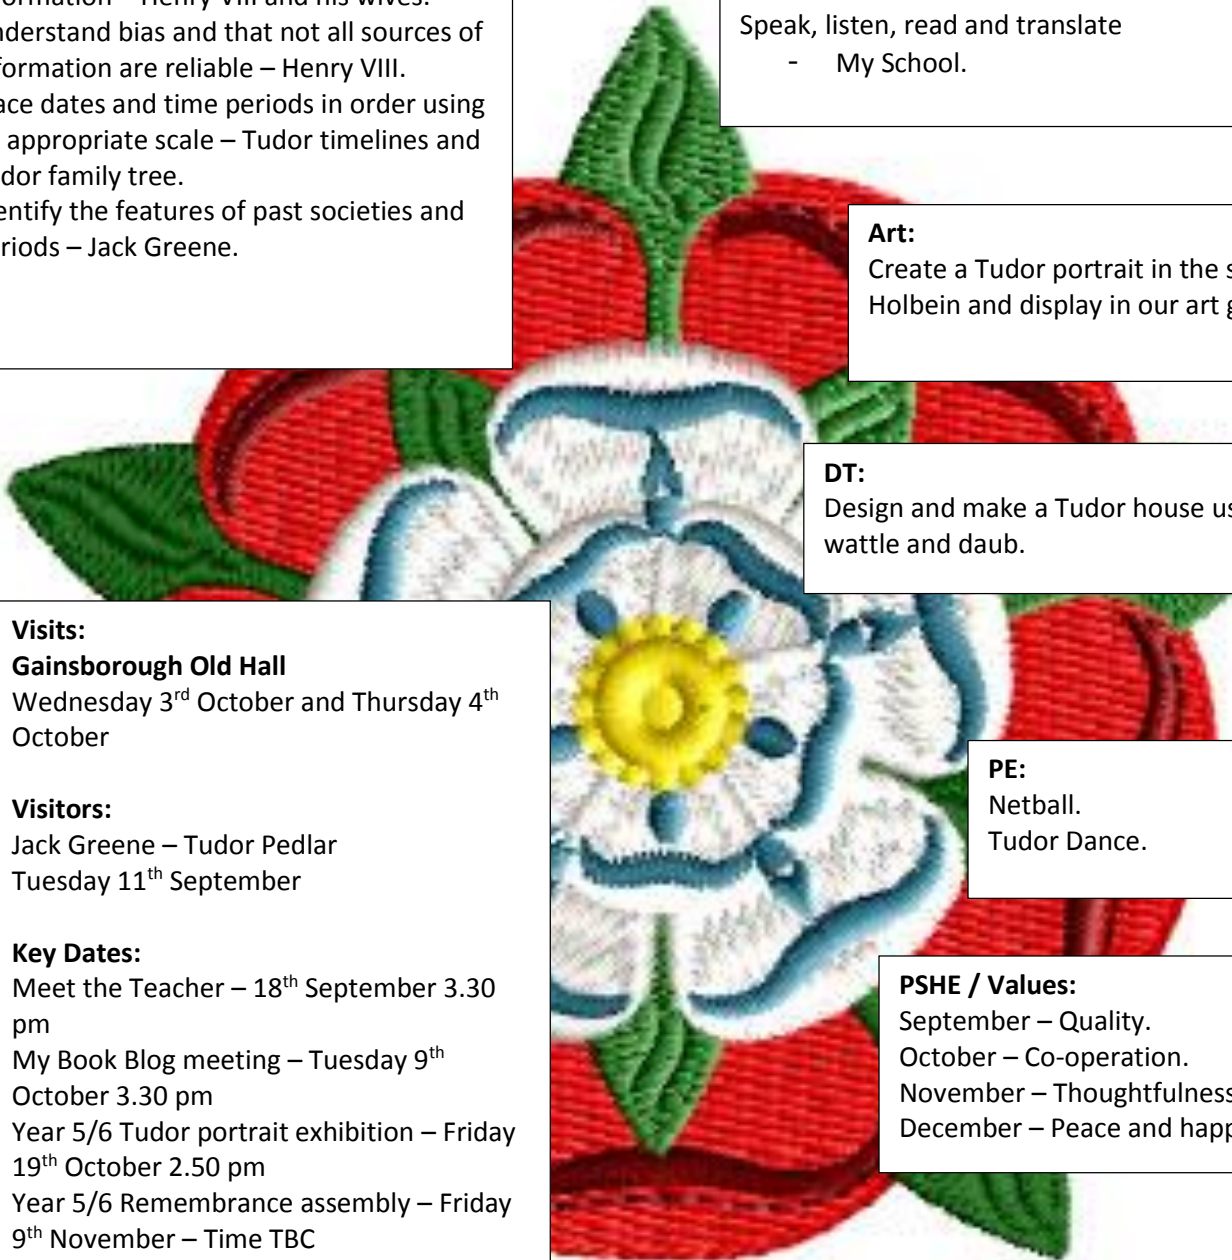 formation – Henry VIII and his wives.
nderstand bias and that not all sources of
formation are reliable – Henry VIII.
ace dates and time periods in order using
appropriate scale – Tudor timelines and
dor family tree.
entify the features of past societies and
riods – Jack Greene.
Speak, listen, read and translate
- My School.
Art:
Create a Tudor portrait in the s
Holbein and display in our art g
DT:
Design and make a Tudor house us
wattle and daub.
Visits:
Gainsborough Old Hall
Wednesday 3rd October and Thursday 4th
October
Visitors:
Jack Greene – Tudor Pedlar
Tuesday 11th September
Key Dates:
Meet the Teacher – 18th September 3.30
pm
My Book Blog meeting – Tuesday 9th
October 3.30 pm
Year 5/6 Tudor portrait exhibition – Friday
19th October 2.50 pm
Year 5/6 Remembrance assembly – Friday
9th November – Time TBC
PE:
Netball.
Tudor Dance.
PSHE / Values:
September – Quality.
October – Co-operation.
November – Thoughtfulness
December – Peace and happ